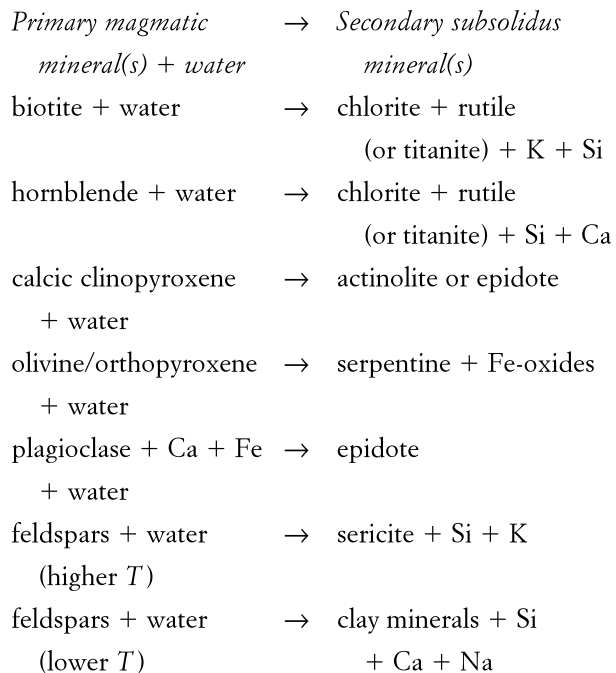 Primary magmatic → Secondary subsolidus
mineral(s) + water mineral(s)
biotite + water → chlorite + rutile
(or titanite) + K + Si
hornblende + water → chlorite + rutile
(or titanite) + Si + Ca
calcic clinopyroxene → actinolite or epidote
+ water
olivine/orthopyroxene → serpentine + Fe-oxides
+ water
plagioclase + Ca + Fe → epidote
+ water
feldspars + water → sericite + Si + K
(higher T)
feldspars + water → clay minerals + Si
(lower T) + Ca + Na